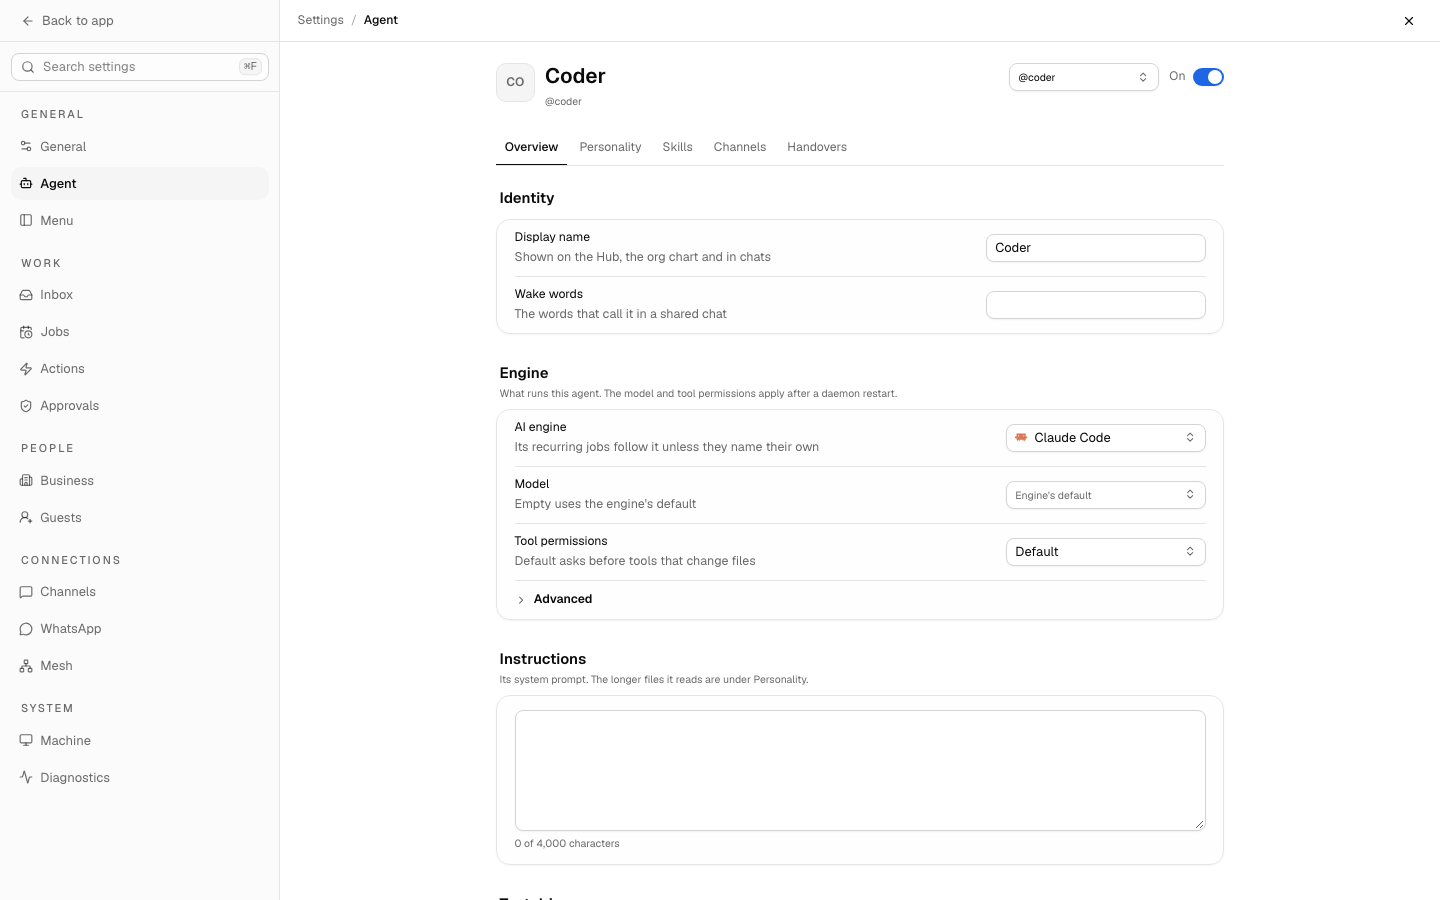 Back to app
Settings / Agent
Search settings ⌘F
GENERAL
General
Agent
Menu
WORK
Inbox
Jobs
Actions
Approvals
PEOPLE
Business
Guests
CONNECTIONS
Channels
WhatsApp
Mesh
SYSTEM
Machine
Diagnostics
CO
Coder
@coder
@coder
On
Overview Personality Skills Channels Handovers
Identity
Display name
Shown on the Hub, the org chart and in chats
Coder
Wake words
The words that call it in a shared chat
Engine
What runs this agent. The model and tool permissions apply after a daemon restart.
AI engine
Its recurring jobs follow it unless they name their own
Claude Code
Model
Empty uses the engine's default
Engine's default
Tool permissions
Default asks before tools that change files
Default
Advanced
Instructions
Its system prompt. The longer files it reads are under Personality.
0 of 4,000 characters